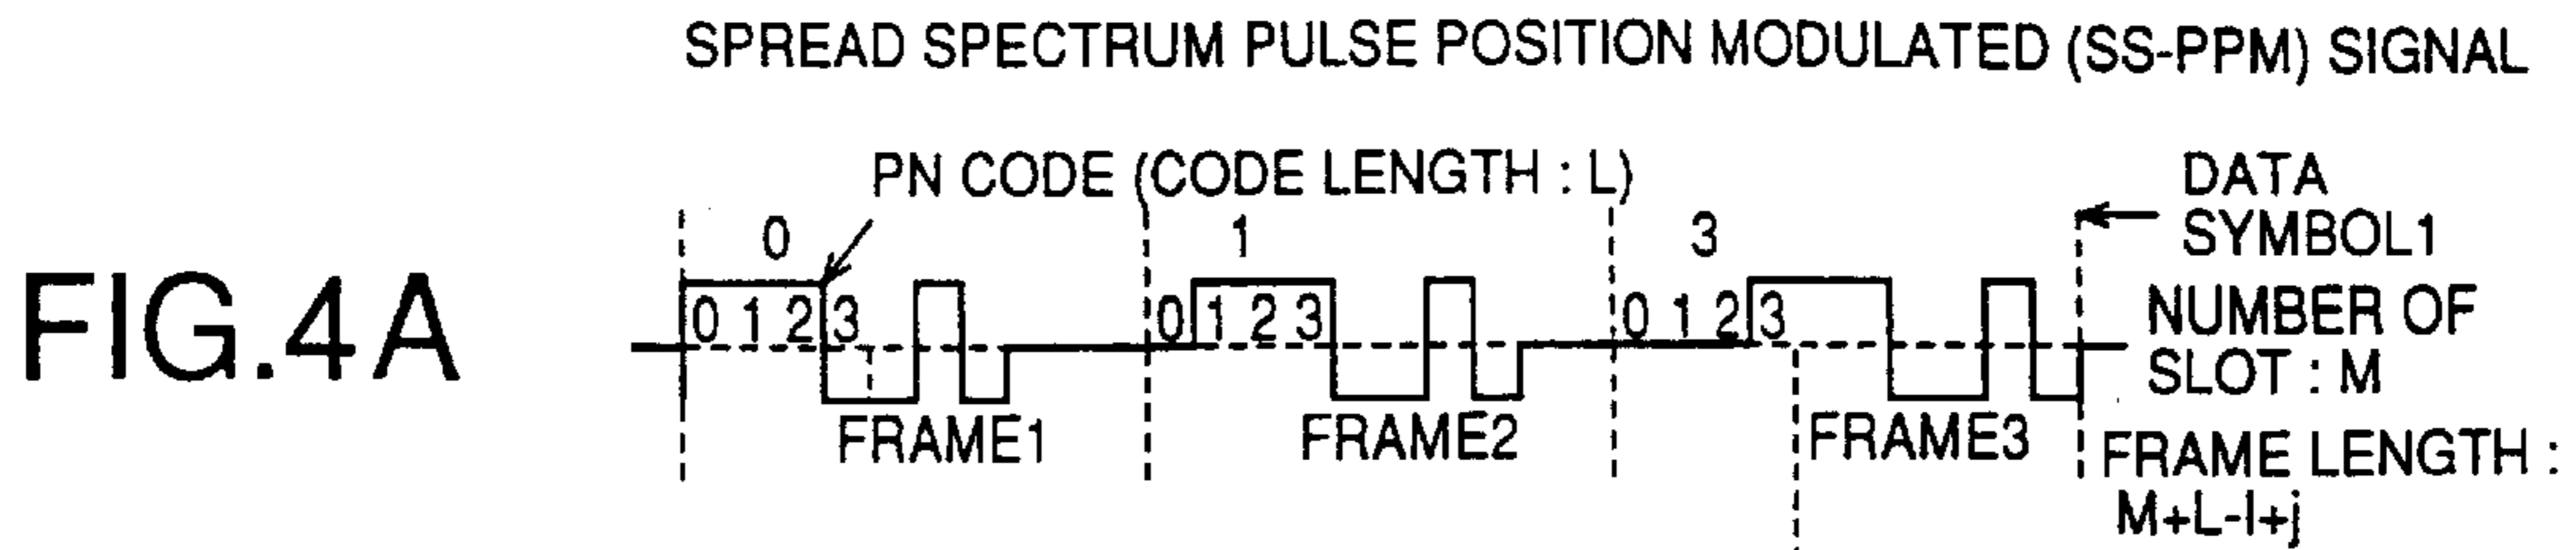 SPREAD SPECTRUM PULSE POSITION MODULATED (SS-PPM) SIGNAL
PN CODE (CODE LENGTH : L)
DATA
SYMBOL1
0 1 3
FIG.4A
0 1 2 3 0 1 2 3 0 1 2 3
NUMBER OF
SLOT : M
FRAME1 FRAME2 FRAME3
FRAME LENGTH :
M+L-l+j